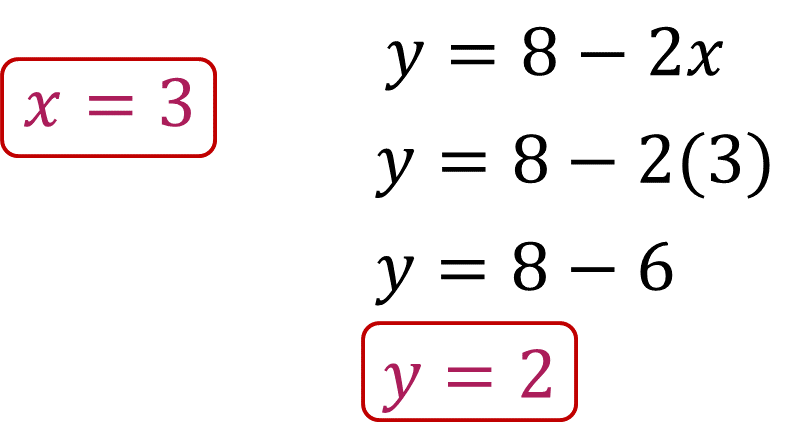 x = 3
y = 8 − 2x
y = 8 − 2(3)
y = 8 − 6
y = 2